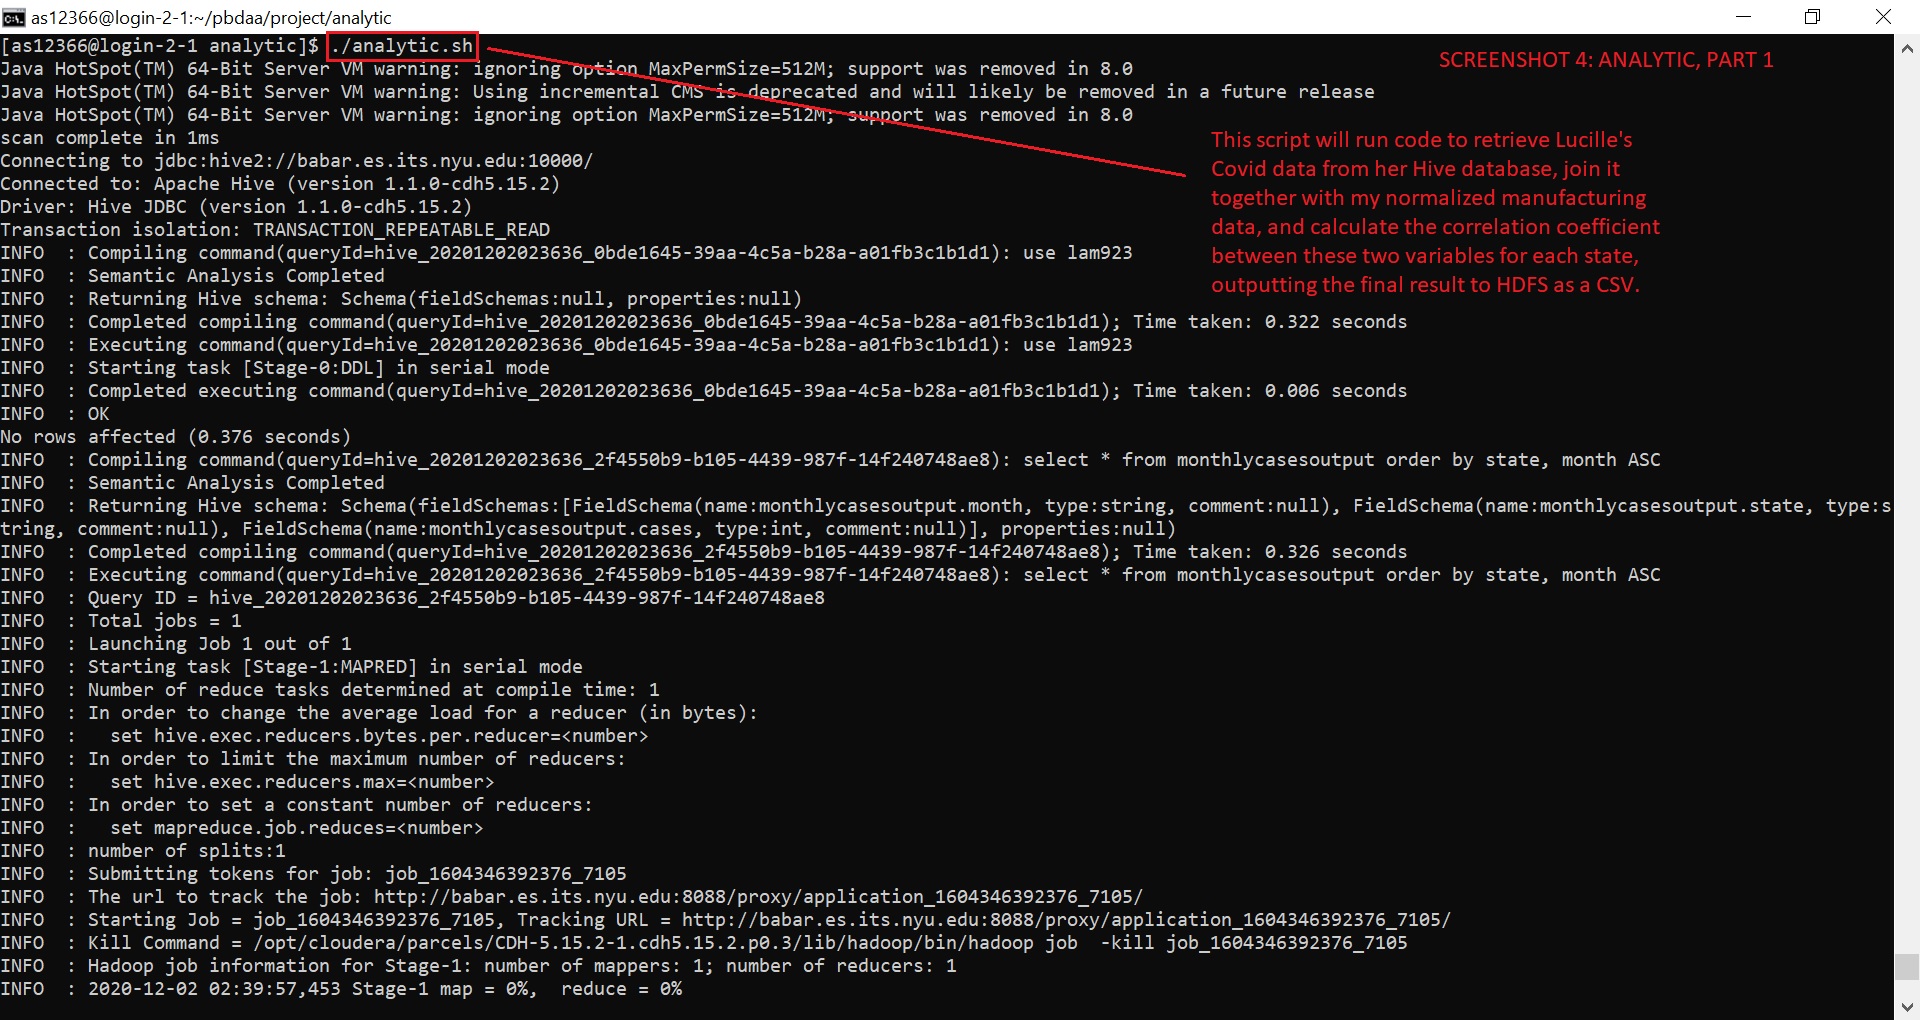 as12366@login-2-1:~/pbdaa/project/analytic
[as12366@login-2-1 analytic]$ ./analytic.sh
Java HotSpot(TM) 64-Bit Server VM warning: ignoring option MaxPermSize=512M; support was removed in 8.0
Java HotSpot(TM) 64-Bit Server VM warning: Using incremental CMS is deprecated and will likely be removed in a future release
Java HotSpot(TM) 64-Bit Server VM warning: ignoring option MaxPermSize=512M; support was removed in 8.0
scan complete in 1ms
Connecting to jdbc:hive2://babar.es.its.nyu.edu:10000/
Connected to: Apache Hive (version 1.1.0-cdh5.15.2)
Driver: Hive JDBC (version 1.1.0-cdh5.15.2)
Transaction isolation: TRANSACTION_REPEATABLE_READ
INFO  : Compiling command(queryId=hive_20201202023636_0bde1645-39aa-4c5a-b28a-a01fb3c1b1d1): use lam923
INFO  : Semantic Analysis Completed
INFO  : Returning Hive schema: Schema(fieldSchemas:null, properties:null)
INFO  : Completed compiling command(queryId=hive_20201202023636_0bde1645-39aa-4c5a-b28a-a01fb3c1b1d1); Time taken: 0.322 seconds
INFO  : Executing command(queryId=hive_20201202023636_0bde1645-39aa-4c5a-b28a-a01fb3c1b1d1): use lam923
INFO  : Starting task [Stage-0:DDL] in serial mode
INFO  : Completed executing command(queryId=hive_20201202023636_0bde1645-39aa-4c5a-b28a-a01fb3c1b1d1); Time taken: 0.006 seconds
INFO  : OK
No rows affected (0.376 seconds)
INFO  : Compiling command(queryId=hive_20201202023636_2f4550b9-b105-4439-987f-14f240748ae8): select * from monthlycasesoutput order by state, month ASC
INFO  : Semantic Analysis Completed
INFO  : Returning Hive schema: Schema(fieldSchemas:[FieldSchema(name:monthlycasesoutput.month, type:string, comment:null), FieldSchema(name:monthlycasesoutput.state, type:s
tring, comment:null), FieldSchema(name:monthlycasesoutput.cases, type:int, comment:null)], properties:null)
INFO  : Completed compiling command(queryId=hive_20201202023636_2f4550b9-b105-4439-987f-14f240748ae8); Time taken: 0.326 seconds
INFO  : Executing command(queryId=hive_20201202023636_2f4550b9-b105-4439-987f-14f240748ae8): select * from monthlycasesoutput order by state, month ASC
INFO  : Query ID = hive_20201202023636_2f4550b9-b105-4439-987f-14f240748ae8
INFO  : Total jobs = 1
INFO  : Launching Job 1 out of 1
INFO  : Starting task [Stage-1:MAPRED] in serial mode
INFO  : Number of reduce tasks determined at compile time: 1
INFO  : In order to change the average load for a reducer (in bytes):
INFO  :   set hive.exec.reducers.bytes.per.reducer=<number>
INFO  : In order to limit the maximum number of reducers:
INFO  :   set hive.exec.reducers.max=<number>
INFO  : In order to set a constant number of reducers:
INFO  :   set mapreduce.job.reduces=<number>
INFO  : number of splits:1
INFO  : Submitting tokens for job: job_1604346392376_7105
INFO  : The url to track the job: http://babar.es.its.nyu.edu:8088/proxy/application_1604346392376_7105/
INFO  : Starting Job = job_1604346392376_7105, Tracking URL = http://babar.es.its.nyu.edu:8088/proxy/application_1604346392376_7105/
INFO  : Kill Command = /opt/cloudera/parcels/CDH-5.15.2-1.cdh5.15.2.p0.3/lib/hadoop/bin/hadoop job  -kill job_1604346392376_7105
INFO  : Hadoop job information for Stage-1: number of mappers: 1; number of reducers: 1
INFO  : 2020-12-02 02:39:57,453 Stage-1 map = 0%,  reduce = 0%
SCREENSHOT 4: ANALYTIC, PART 1
This script will run code to retrieve Lucille's
Covid data from her Hive database, join it
together with my normalized manufacturing
data, and calculate the correlation coefficient
between these two variables for each state,
outputting the final result to HDFS as a CSV.